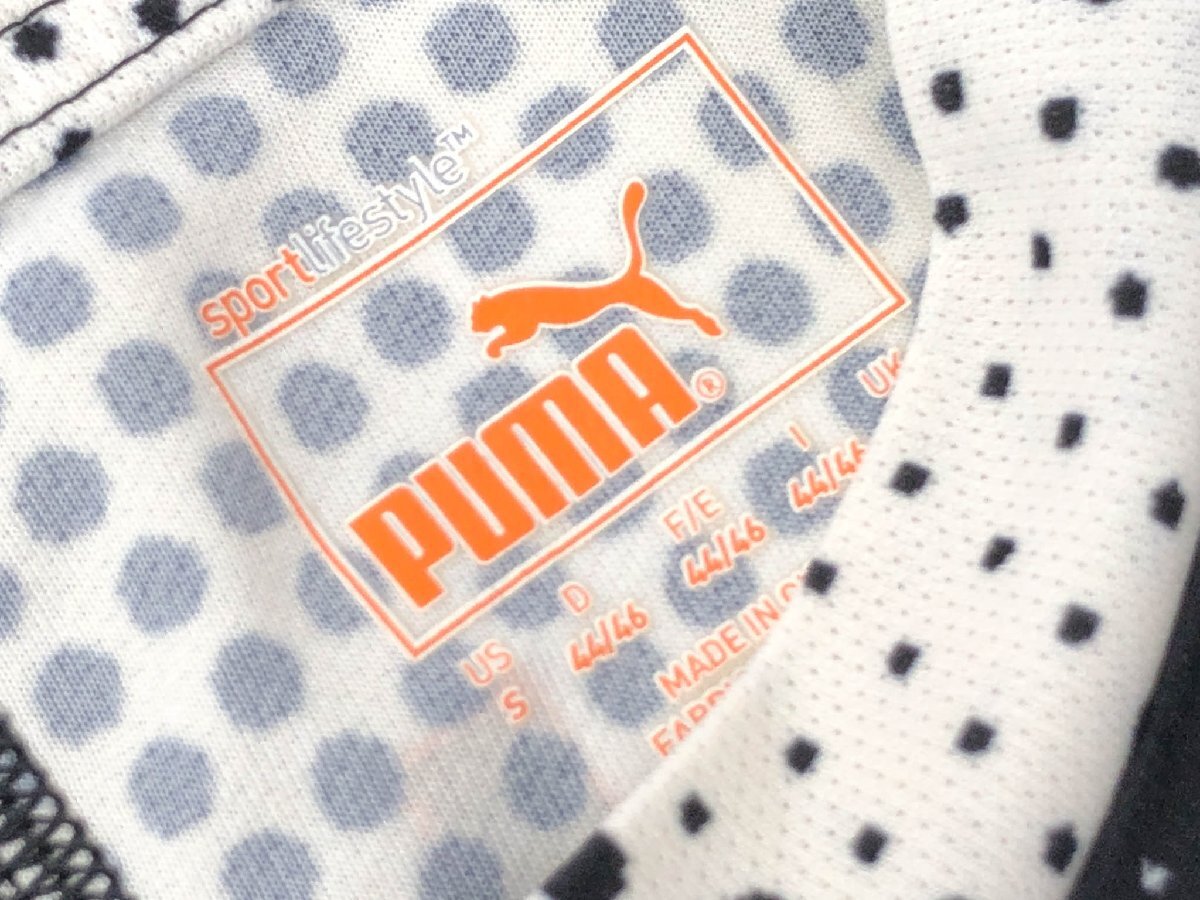 sportlifestyle™
PUMA®
US D F/E I UK
S 44/46 44/46 44/46
MADE IN